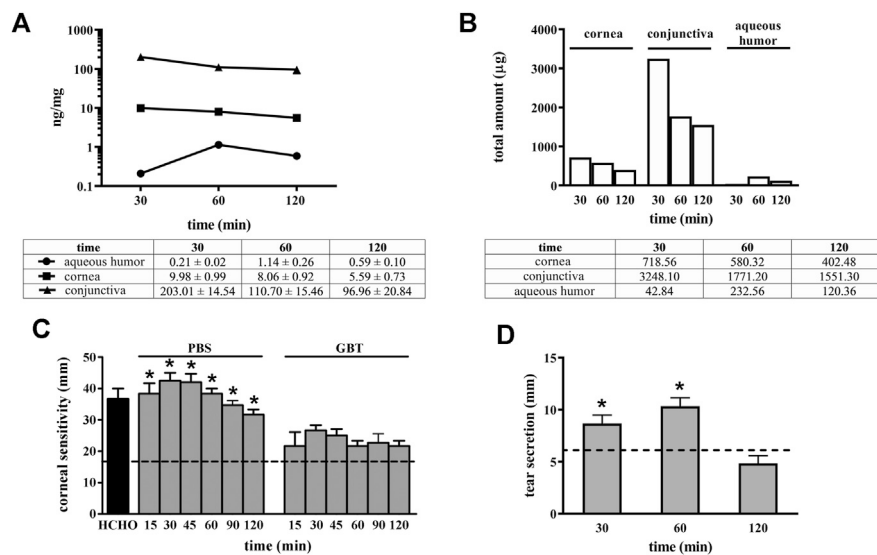 A
1000
100
10
1
0.1
ng/mg
30 60 120
time (min)
time 30 60 120
aqueous humor 0.21 ± 0.02 1.14 ± 0.26 0.59 ± 0.10
cornea 9.98 ± 0.99 8.06 ± 0.92 5.59 ± 0.73
conjunctiva 203.01 ± 14.54 110.70 ± 15.46 96.96 ± 20.84
B
cornea conjunctiva aqueous humor
4000
3000
2000
1000
0
total amount (µg)
30 60 120 30 60 120 30 60 120
time (min)
time 30 60 120
cornea 718.56 580.32 402.48
conjunctiva 3248.10 1771.20 1551.30
aqueous humor 42.84 232.56 120.36
C
PBS GBT
50
40
30
20
10
0
corneal sensitivity (mm)
* * * * * *
HCHO 15 30 45 60 90 120 15 30 45 60 90 120
time (min)
D
15
10
5
0
tear secretion (mm)
* *
30 60 120
time (min)